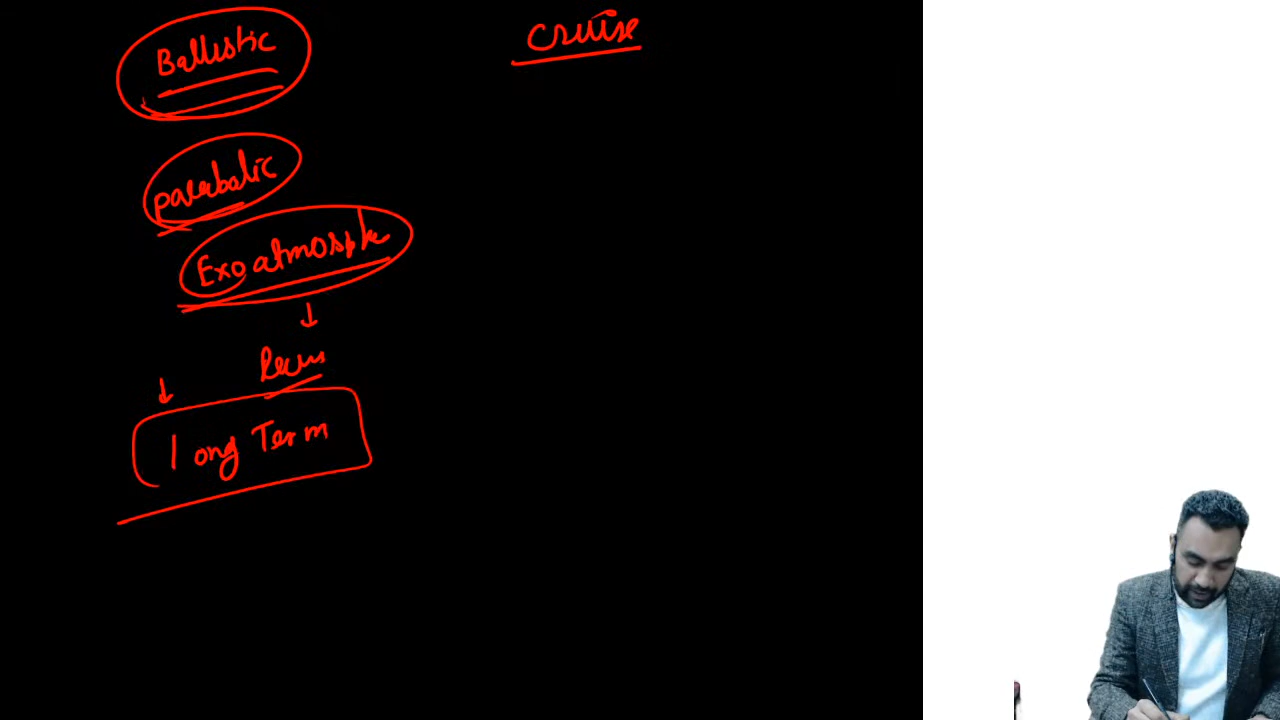 Ballistic
cruise
parabolic
Exoatmosphe
Long Term